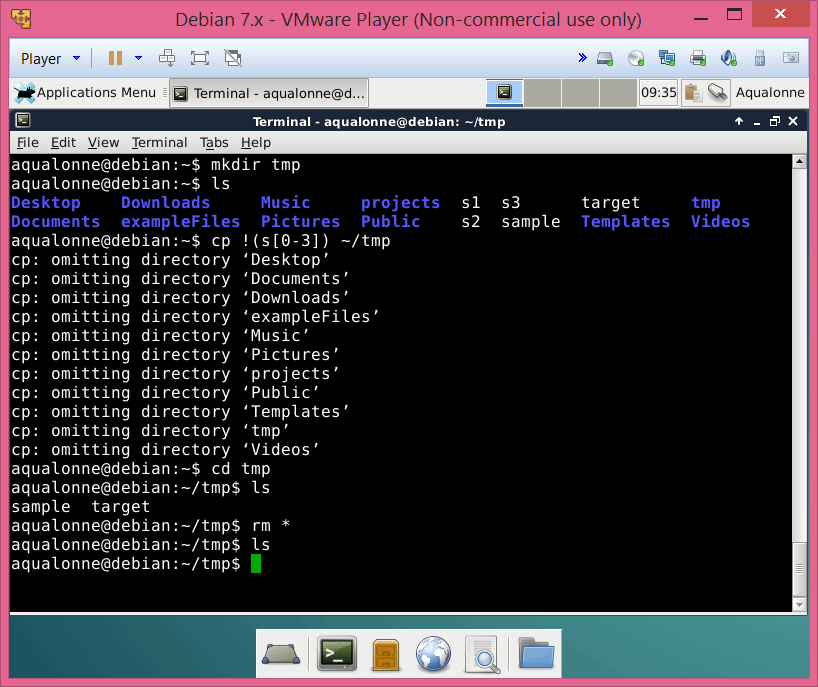 Debian 7.x - VMware Player (Non-commercial use only)
Player
Applications Menu
Terminal - aqualonne@d...
09:35
Aqualonne
Terminal - aqualonne@debian: ~/tmp
File Edit View Terminal Tabs Help
aqualonne@debian:~$ mkdir tmp
aqualonne@debian:~$ ls
Desktop    Downloads     Music     projects  s1  s3      target     tmp
Documents  exampleFiles  Pictures  Public    s2  sample  Templates  Videos
aqualonne@debian:~$ cp !(s[0-3]) ~/tmp
cp: omitting directory ‘Desktop’
cp: omitting directory ‘Documents’
cp: omitting directory ‘Downloads’
cp: omitting directory ‘exampleFiles’
cp: omitting directory ‘Music’
cp: omitting directory ‘Pictures’
cp: omitting directory ‘projects’
cp: omitting directory ‘Public’
cp: omitting directory ‘Templates’
cp: omitting directory ‘tmp’
cp: omitting directory ‘Videos’
aqualonne@debian:~$ cd tmp
aqualonne@debian:~/tmp$ ls
sample  target
aqualonne@debian:~/tmp$ rm *
aqualonne@debian:~/tmp$ ls
aqualonne@debian:~/tmp$